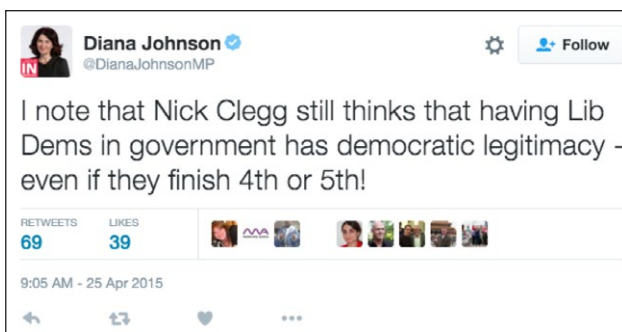 Diana Johnson
@DianaJohnsonMP
Follow
IN
I note that Nick Clegg still thinks that having Lib
Dems in government has democratic legitimacy -
even if they finish 4th or 5th!
RETWEETS LIKES
69 39
9:05 AM - 25 Apr 2015